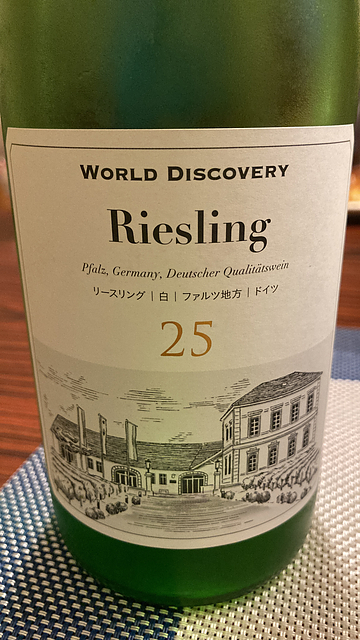 WORLD DISCOVERY
Riesling
Pfalz, Germany, Deutscher Qualitätswein
リースリング | 白 | ファルツ地方 | ドイツ
25